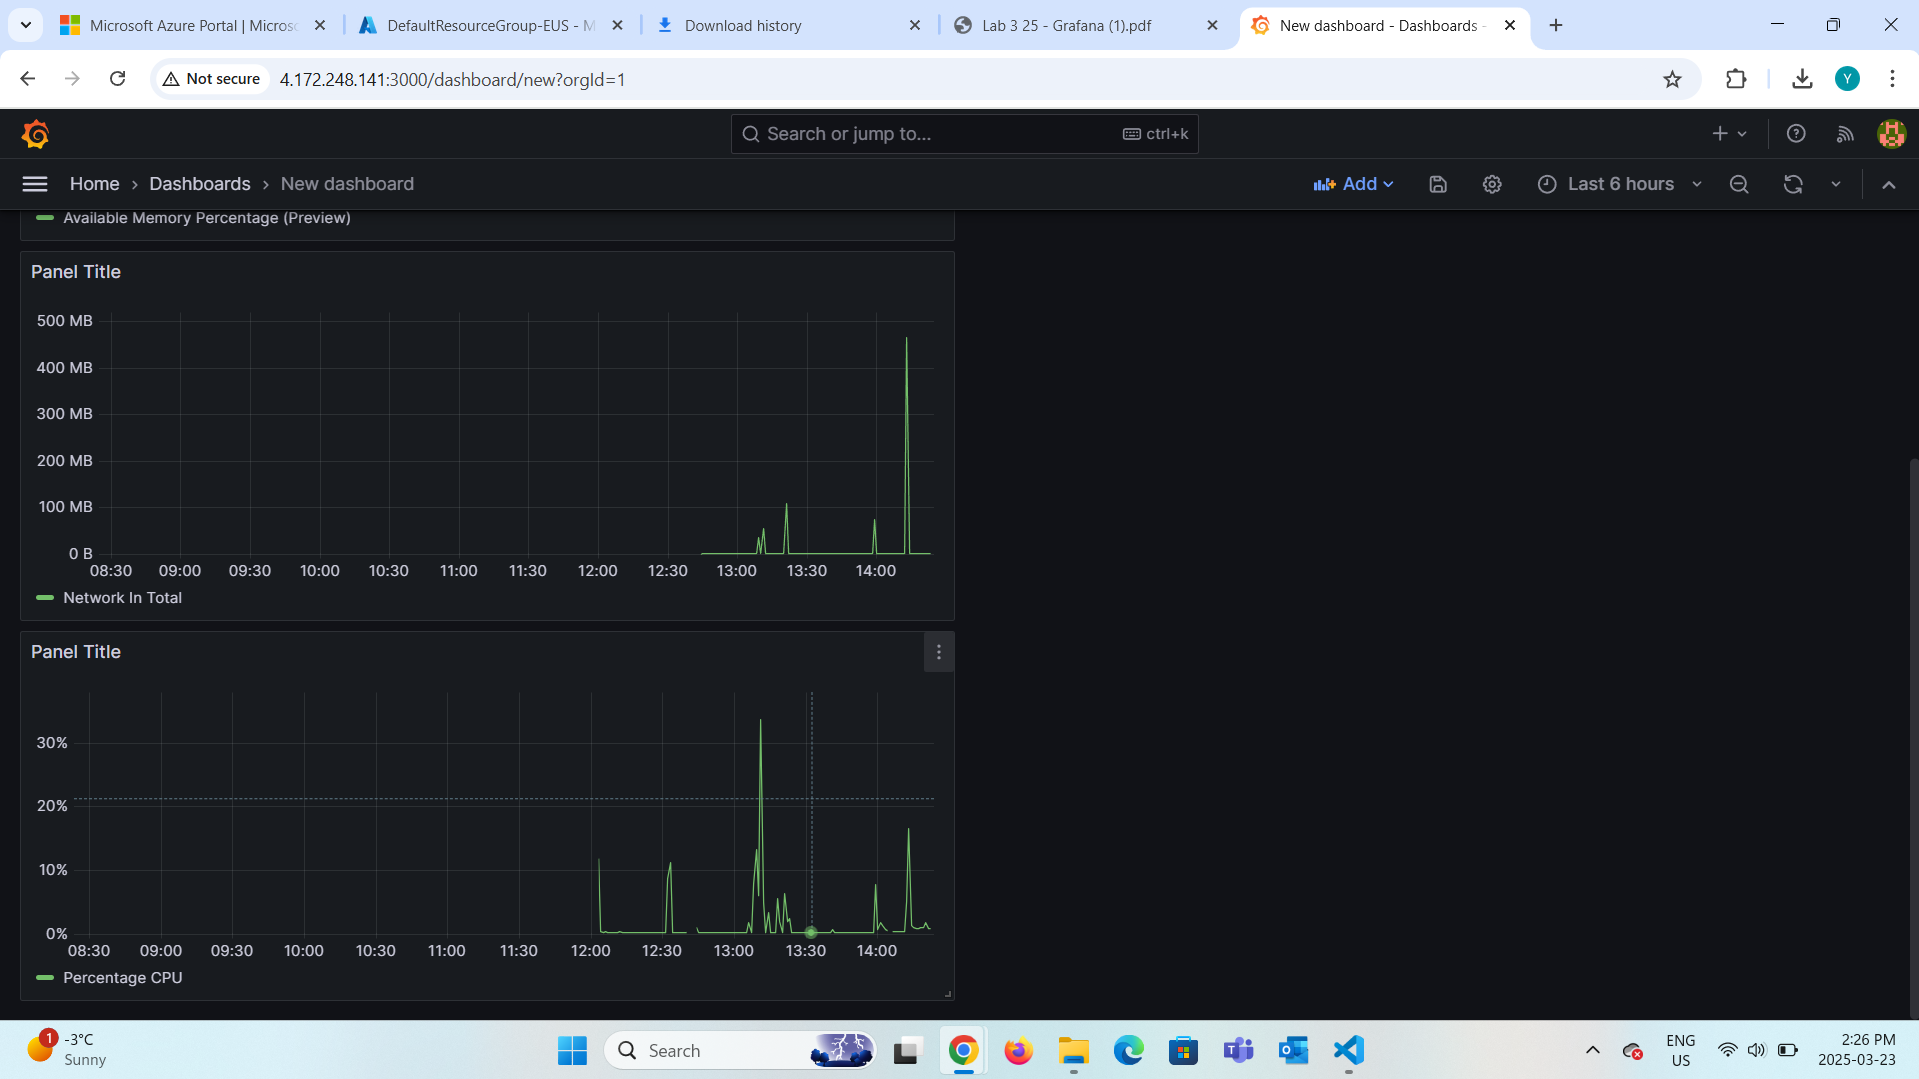 Microsoft Azure Portal | Micros
DefaultResourceGroup-EUS - M
Download history
Lab 3 25 - Grafana (1).pdf
New dashboard - Dashboards -
Not secure
4.172.248.141:3000/dashboard/new?orgId=1
Y
Search or jump to...
ctrl+k
Home › Dashboards › New dashboard
Add
Last 6 hours
Available Memory Percentage (Preview)
Panel Title
500 MB
400 MB
300 MB
200 MB
100 MB
0 B
08:30 09:00 09:30 10:00 10:30 11:00 11:30 12:00 12:30 13:00 13:30 14:00
Network In Total
Panel Title
30%
20%
10%
0%
08:30 09:00 09:30 10:00 10:30 11:00 11:30 12:00 12:30 13:00 13:30 14:00
Percentage CPU
1
-3°C
Sunny
Search
ENG
US
2:26 PM
2025-03-23